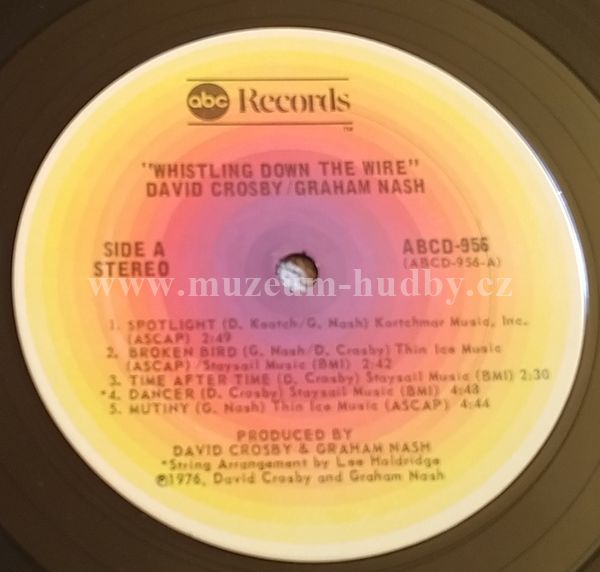 abc Records
TM
"WHISTLING DOWN THE WIRE"
DAVID CROSBY/GRAHAM NASH
SIDE A
STEREO
ABCD-956
(ABCD-956-A)
www.muzeum-hudby.cz
1. SPOTLIGHT (D. Kootch/G. Nash) Kortchmar Music, Inc.
(ASCAP) 2:49
2. BROKEN BIRD (G. Nash/D. Crosby) Thin Ice Music
(ASCAP)/Staysail Music (BMI) 2:42
3. TIME AFTER TIME (D. Crosby) Staysail Music (BMI) 2:30
*4. DANCER (D. Crosby) Staysail Music (BMI) 4:48
5. MUTINY (G. Nash) Thin Ice Music (ASCAP) 4:44
PRODUCED BY
DAVID CROSBY & GRAHAM NASH
*String Arrangement by Lee Holdridge
℗1976, David Crosby and Graham Nash